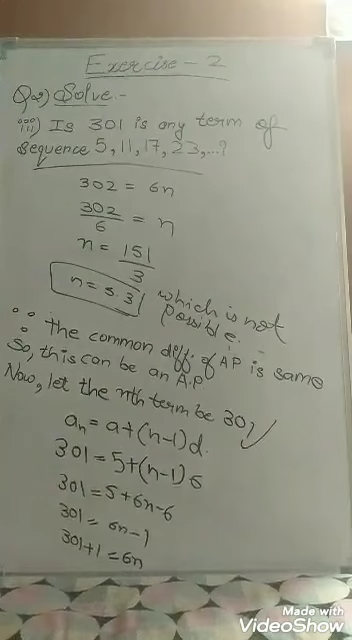 Exercise - 2
Q2) Solve -
iii) Is 301 is any term of
Sequence 5, 11, 17, 23, ...?
302 = 6n
302/6 = n
n = 151/3
n = 5.31 which is not
possible.
∵ the common diff. of AP is same
So, this can be an A.P
Now, let the nth term be 301
an = a + (n-1)d.
301 = 5 + (n-1) 6
301 = 5 + 6n - 6
301 = 6n - 1
301 + 1 = 6n
Made with
VideoShow